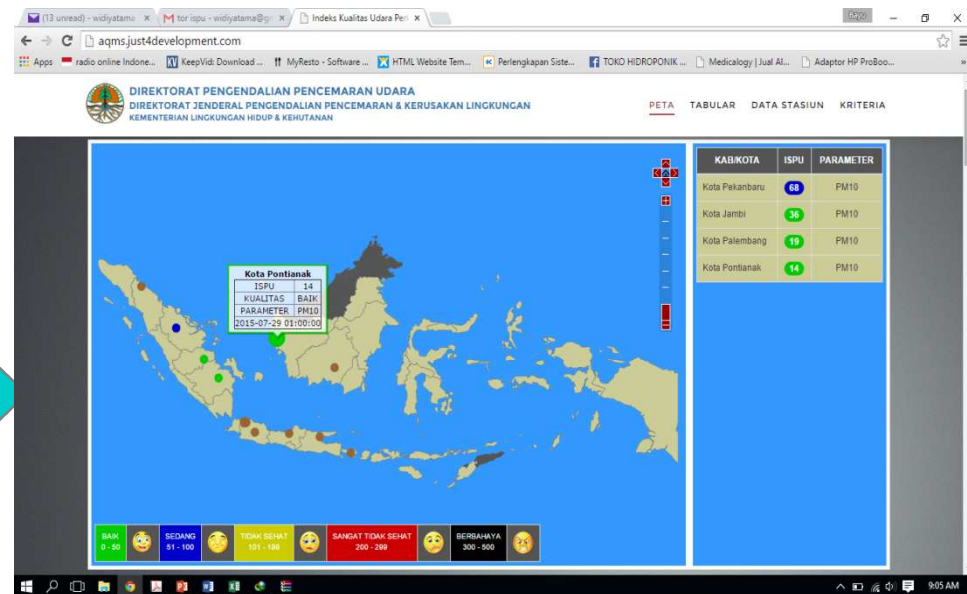 (13 unread) - widiyatama
tor ispu - widiyatama@g
Indeks Kualitas Udara Per
aqms.just4development.com
Apps
radio online Indone...
KeepVid: Download ...
MyResto - Software ...
HTML Website Tem...
Perlengkapan Siste...
TOKO HIDROPONIK ...
Medicalogy | Jual Al...
Adaptor HP ProBoo...
DIREKTORAT PENGENDALIAN PENCEMARAN UDARA
DIREKTORAT JENDERAL PENGENDALIAN PENCEMARAN & KERUSAKAN LINGKUNGAN
KEMENTERIAN LINGKUNGAN HIDUP & KEHUTANAN
PETA TABULAR DATA STASIUN KRITERIA
KAB/KOTA ISPU PARAMETER
Kota Pekanbaru 68 PM10
Kota Jambi 36 PM10
Kota Palembang 19 PM10
Kota Pontianak 14 PM10
Kota Pontianak
ISPU 14
KUALITAS BAIK
PARAMETER PM10
2015-07-29 01:00:00
BAIK
0 - 50
SEDANG
51 - 100
TIDAK SEHAT
101 - 199
SANGAT TIDAK SEHAT
200 - 299
BERBAHAYA
300 - 500
9:05 AM